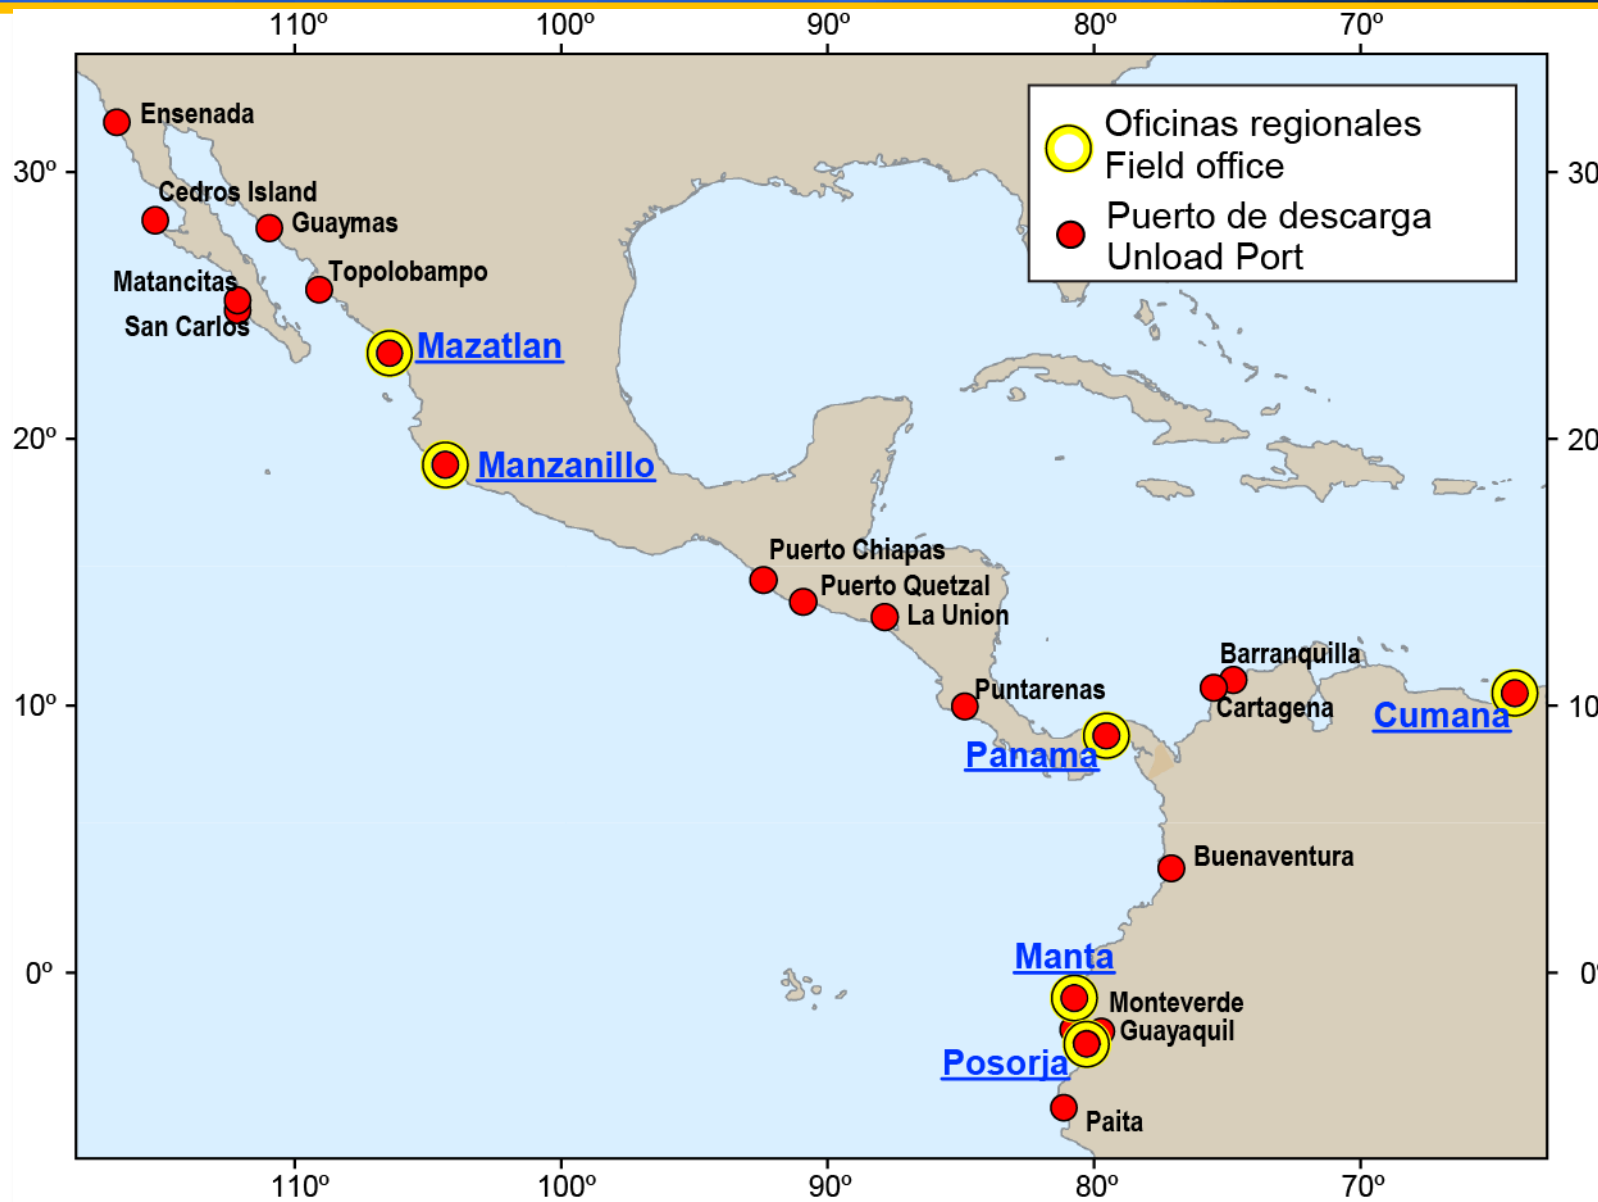 110º 100º 90º 80º 70º
Ensenada
Oficinas regionales
Field office
30º
30
Cedros Island
Guaymas
Puerto de descarga
Unload Port
Topolobampo
Matancitas
San Carlos
Mazatlan
20º
20
Manzanillo
Puerto Chiapas
Puerto Quetzal
La Union
Barranquilla
Puntarenas
Cartagena
10º
10
Cumana
Panama
Buenaventura
Manta
0º
0º
Monteverde
Guayaquil
Posorja
Paita
110º 100º 90º 80º 70º